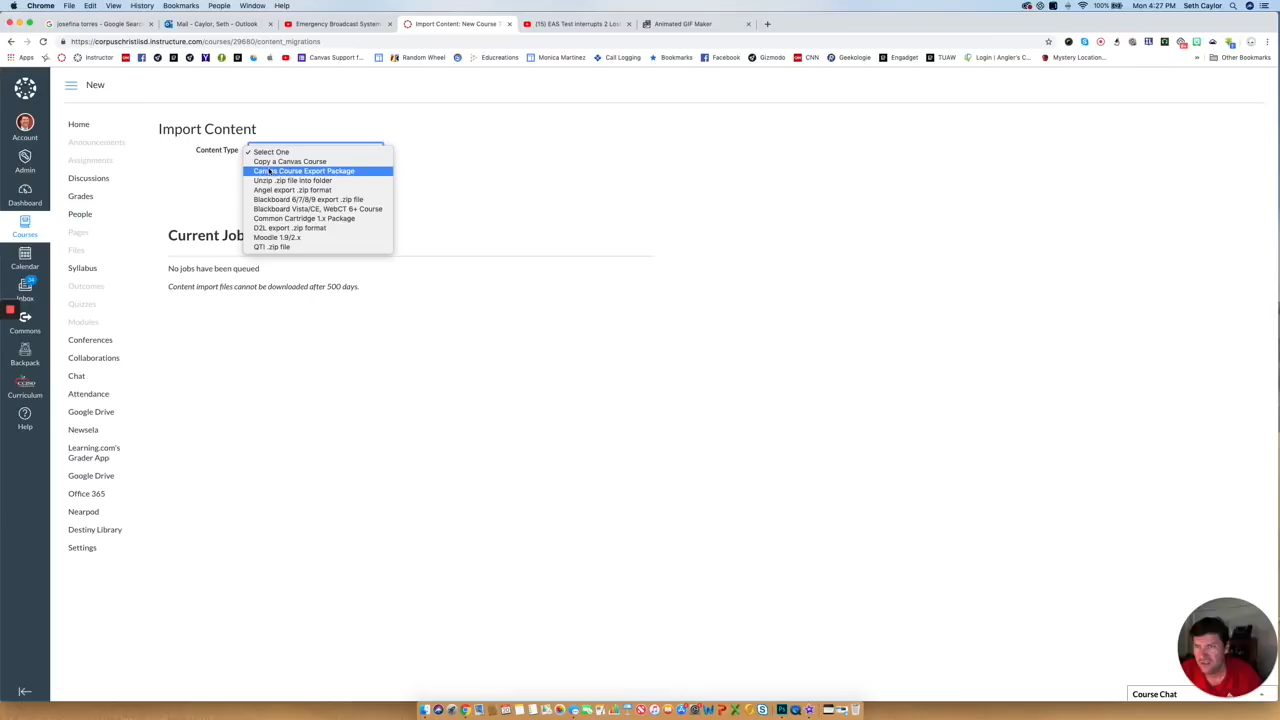 Chrome File Edit View History Bookmarks People Window Help
100% Mon 4:27 PM Seth Caylor
josefina torres - Google Searc
Mail - Caylor, Seth - Outlook
Emergency Broadcast System
Import Content: New Course T
(15) EAS Test interrupts 2 Los
Animated GIF Maker
https://corpuschristiisd.instructure.com/courses/29680/content_migrations
Apps Instructor Canvas Support f... Random Wheel Educreations Monica Martinez Call Logging Bookmarks Facebook Gizmodo CNN Geekologie Engadget TUAW Login | Angler's C... Mystery Location... » Other Bookmarks
New
Account
Admin
Dashboard
Courses
Calendar
34
Inbox
Commons
Backpack
Curriculum
Help
Home
Announcements
Assignments
Discussions
Grades
People
Pages
Files
Syllabus
Outcomes
Quizzes
Modules
Conferences
Collaborations
Chat
Attendance
Google Drive
Newsela
Learning.com's
Grader App
Google Drive
Office 365
Nearpod
Destiny Library
Settings
Import Content
Content Type
✓ Select One
Copy a Canvas Course
Canvas Course Export Package
Unzip .zip file into folder
Angel export .zip format
Blackboard 6/7/8/9 export .zip file
Blackboard Vista/CE, WebCT 6+ Course
Common Cartridge 1.x Package
D2L export .zip format
Moodle 1.9/2.x
QTI .zip file
Current Job
No jobs have been queued
Content import files cannot be downloaded after 500 days.
Course Chat